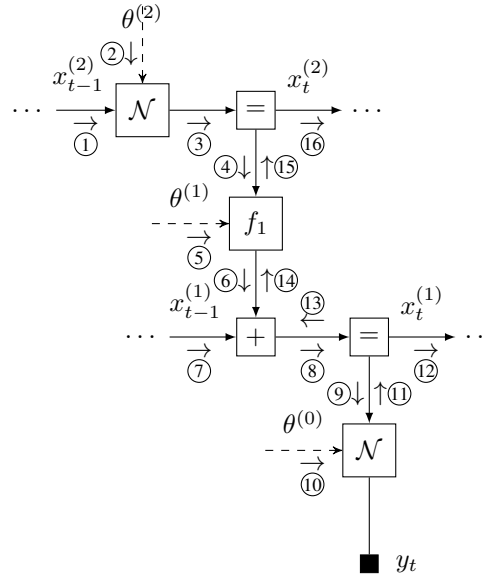 θ^(2)
② ↓
x_{t-1}^(2) x_t^(2)
··· 𝒩 = ···
→ → →
① ③ ⑯
④ ↓ ↑ ⑮
θ^(1)
f_1
→
⑤
⑥ ↓ ↑ ⑭
x_{t-1}^(1) ⑬ x_t^(1)
←
··· + = ··
→ → →
⑦ ⑧ ⑫
⑨ ↓ ↑ ⑪
θ^(0)
𝒩
→
⑩
y_t